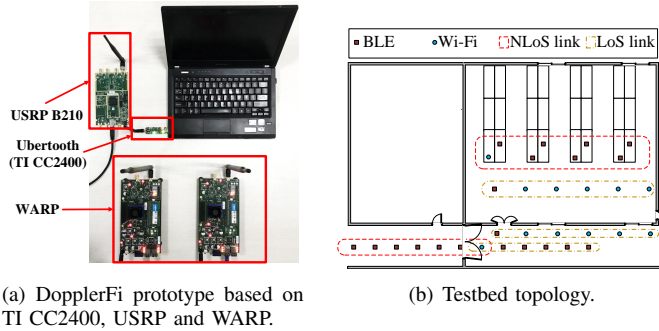 USRP B210
Ubertooth
(TI CC2400)
WARP
BLE Wi-Fi NLoS link LoS link
(a) DopplerFi prototype based on
TI CC2400, USRP and WARP.
(b) Testbed topology.